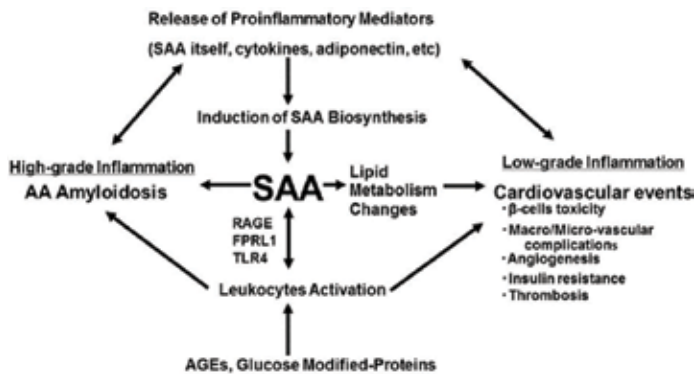 Release of Proinflammatory Mediators
(SAA itself, cytokines, adiponectin, etc)
Induction of SAA Biosynthesis
High-grade Inflammation
AA Amyloidosis
SAA
Lipid
Metabolism
Changes
Low-grade Inflammation
Cardiovascular events
・β-cells toxicity
・Macro/Micro-vascular
complications
・Angiogenesis
・Insulin resistance
・Thrombosis
RAGE
FPRL1
TLR4
Leukocytes Activation
AGEs, Glucose Modified-Proteins